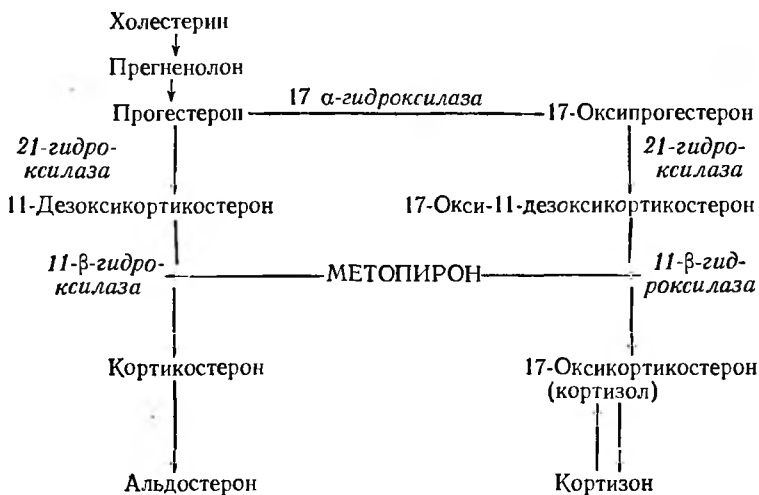 Холестерин
Прегненолон
Прогестерон
17 α-гидроксилаза
17-Оксипрогестерон
21-гидро-
ксилаза
21-гидро-
ксилаза
11-Дезоксикортикостерон
17-Окси-11-дезоксикортикостерон
11-β-гидро-
ксилаза
МЕТОПИРОН
11-β-гид-
роксилаза
Кортикостерон
17-Оксикортикостерон
(кортизол)
Альдостерон
Кортизон